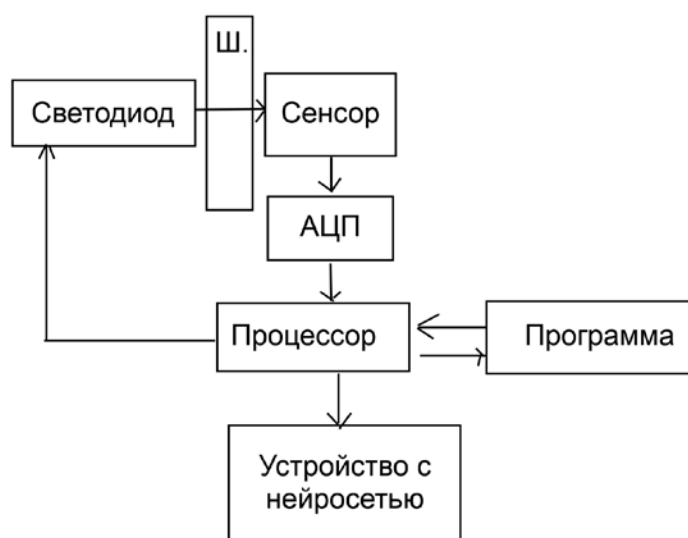 Ш.
Светодиод
Сенсор
АЦП
Процессор
Программа
Устройство с
нейросетью